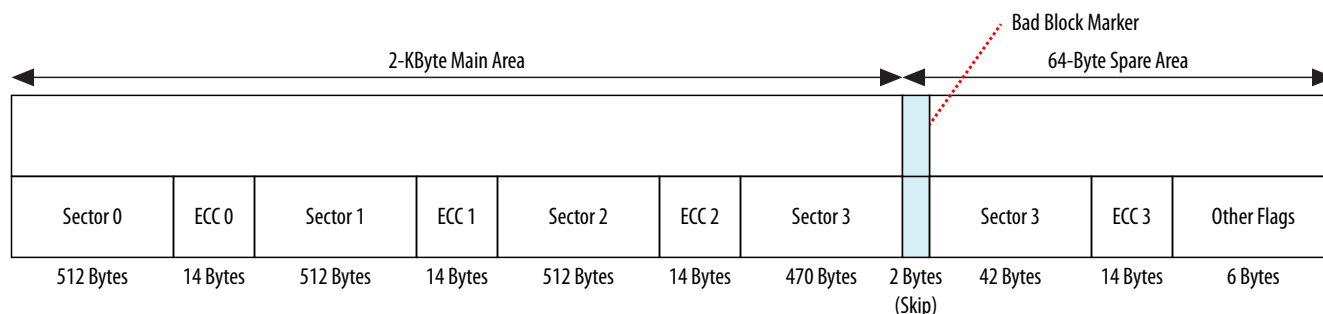 Bad Block Marker
2-KByte Main Area
64-Byte Spare Area
Sector 0
ECC 0
Sector 1
ECC 1
Sector 2
ECC 2
Sector 3
Sector 3
ECC 3
Other Flags
512 Bytes
14 Bytes
512 Bytes
14 Bytes
512 Bytes
14 Bytes
470 Bytes
2 Bytes
(Skip)
42 Bytes
14 Bytes
6 Bytes